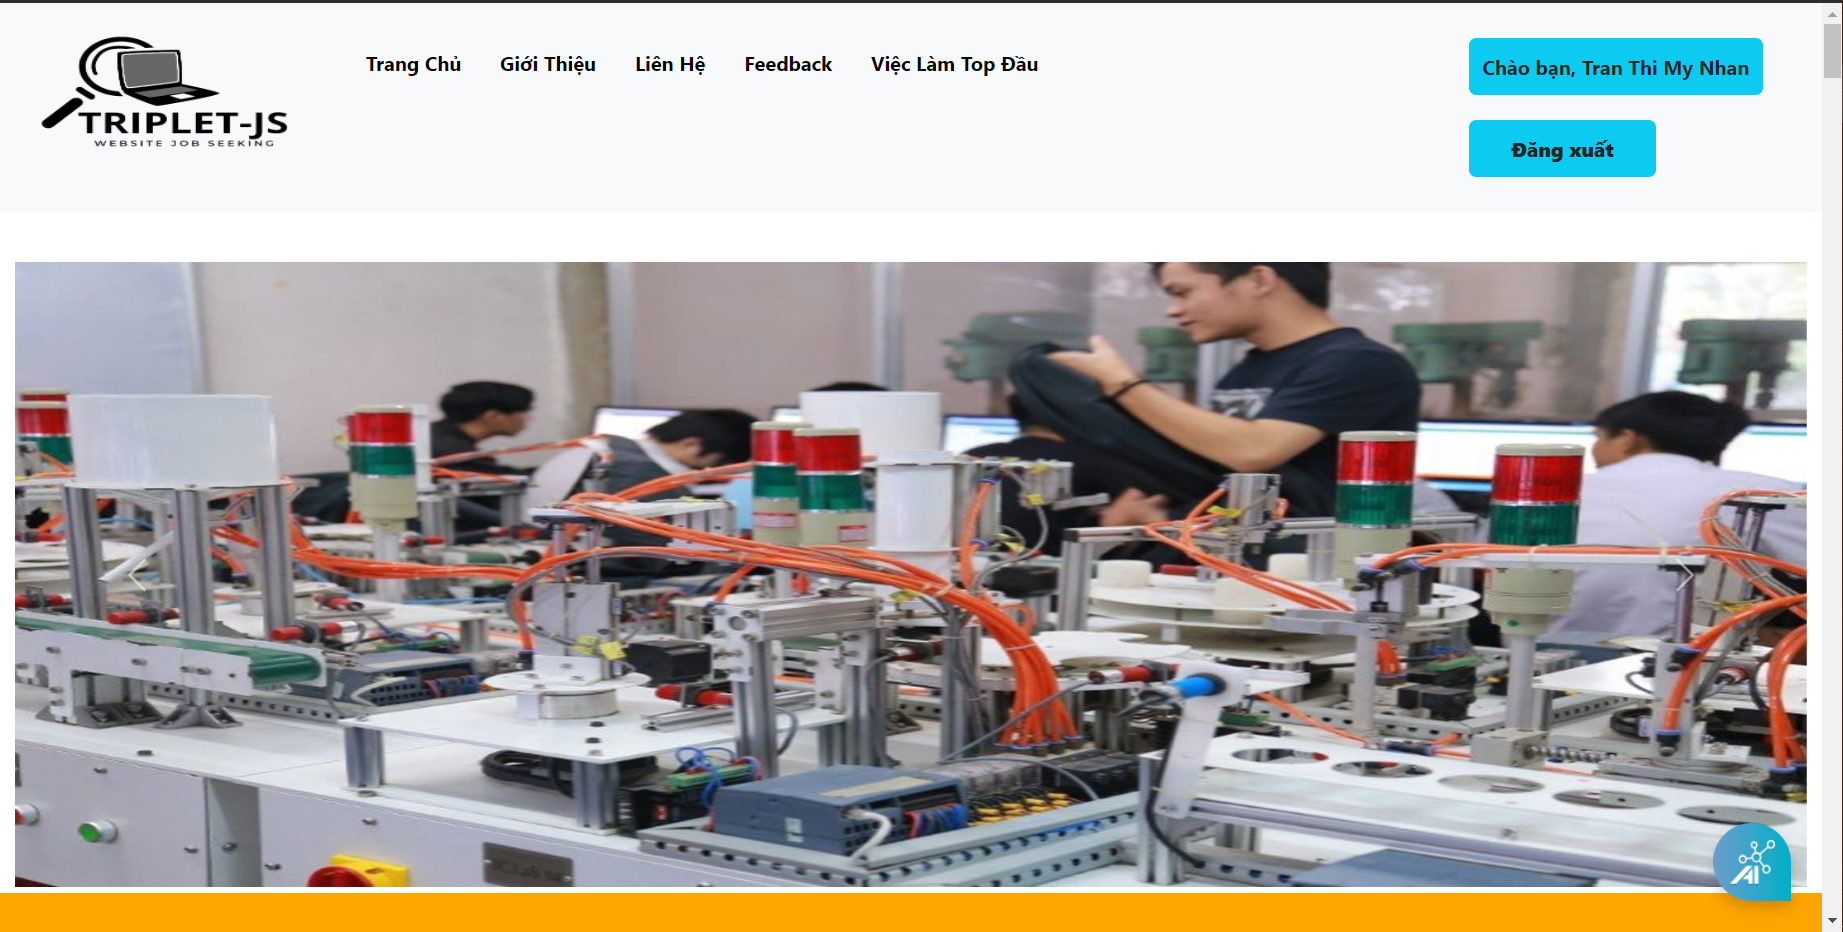 TRIPLET-JS
WEBSITE JOB SEEKING
Trang Chủ
Giới Thiệu
Liên Hệ
Feedback
Việc Làm Top Đầu
Chào bạn, Tran Thi My Nhan
Đăng xuất
AI